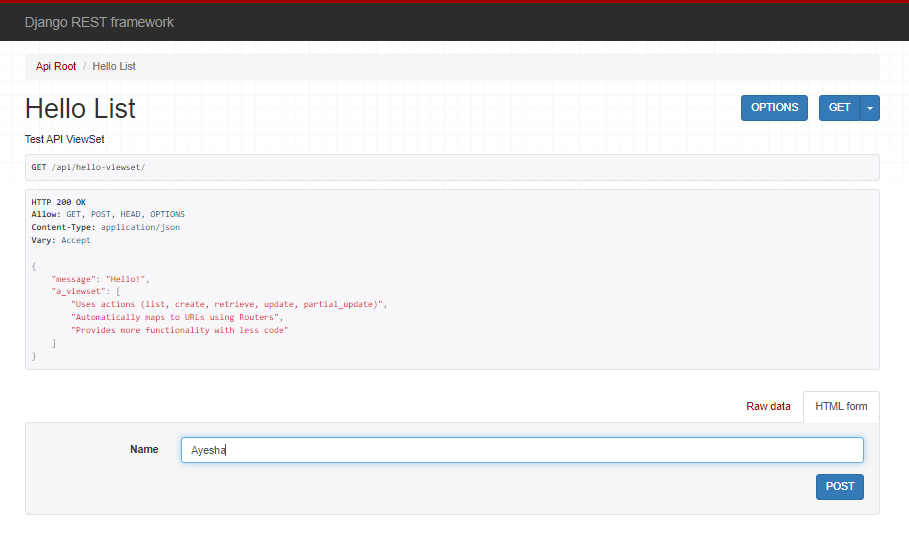 Django REST framework
Api Root / Hello List
Hello List
OPTIONS
GET
Test API ViewSet
GET /api/hello-viewset/
HTTP 200 OK
Allow: GET, POST, HEAD, OPTIONS
Content-Type: application/json
Vary: Accept
{
    "message": "Hello!",
    "a_viewset": [
        "Uses actions (list, create, retrieve, update, partial_update)",
        "Automatically maps to URLs using Routers",
        "Provides more functionality with less code"
    ]
}
Raw data
HTML form
Name
Ayesha
POST